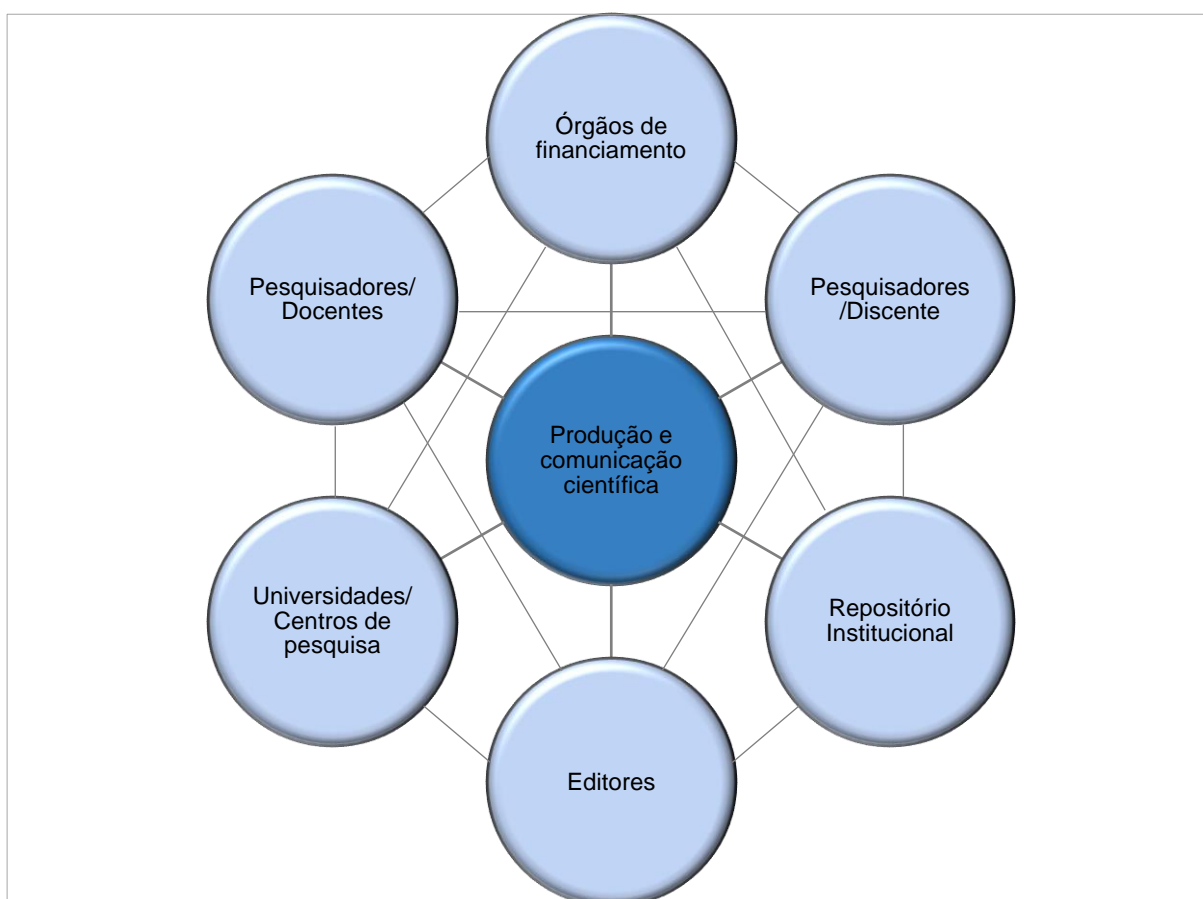 Órgãos de
financiamento
Pesquisadores/
Docentes
Pesquisadores
/Discente
Produção e
comunicação
científica
Universidades/
Centros de
pesquisa
Repositório
Institucional
Editores